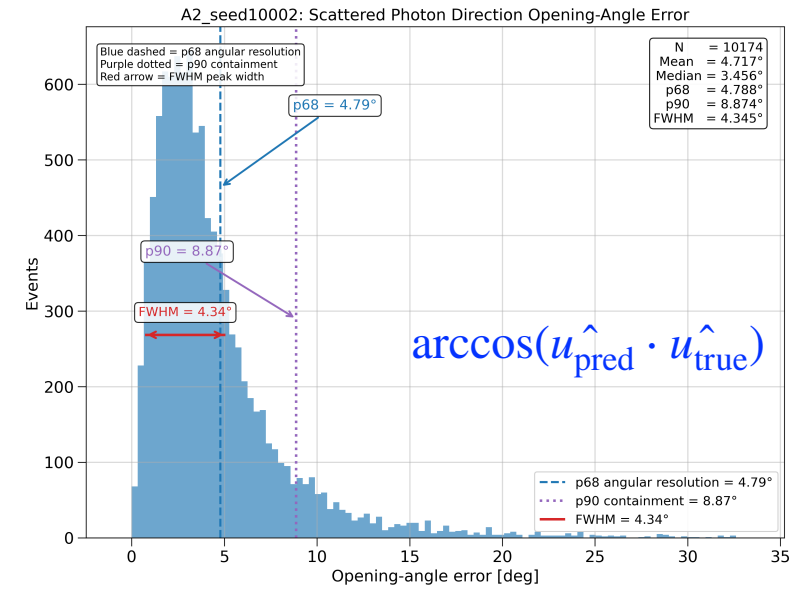 A2_seed10002: Scattered Photon Direction Opening-Angle Error
Blue dashed = p68 angular resolution
Purple dotted = p90 containment
Red arrow = FWHM peak width
N = 10174
Mean = 4.717°
Median = 3.456°
p68 = 4.788°
p90 = 8.874°
FWHM = 4.345°
p68 = 4.79°
p90 = 8.87°
FWHM = 4.34°
arccos(û_pred · û_true)
Events
600
500
400
300
200
100
0
p68 angular resolution = 4.79°
p90 containment = 8.87°
FWHM = 4.34°
0 5 10 15 20 25 30 35
Opening-angle error [deg]